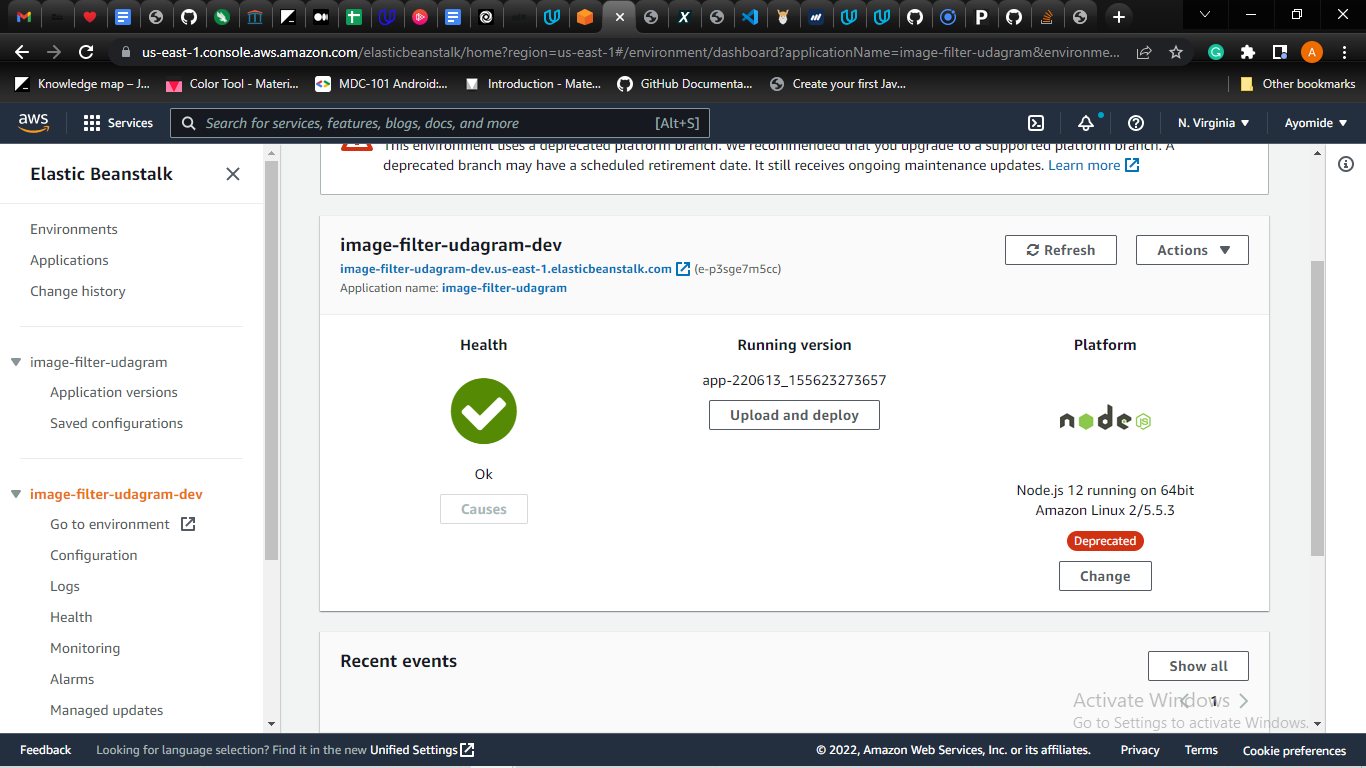 us-east-1.console.aws.amazon.com/elasticbeanstalk/home?region=us-east-1#/environment/dashboard?applicationName=image-filter-udagram&environme...
A
Knowledge map – J...
Color Tool - Materi...
MDC-101 Android:...
Introduction - Mate...
GitHub Documenta...
Create your first Jav...
Other bookmarks
aws
Services
Search for services, features, blogs, docs, and more
[Alt+S]
N. Virginia
Ayomide
Elastic Beanstalk
Environments
Applications
Change history
image-filter-udagram
Application versions
Saved configurations
image-filter-udagram-dev
Go to environment
Configuration
Logs
Health
Monitoring
Alarms
Managed updates
This environment uses a deprecated platform branch. We recommended that you upgrade to a supported platform branch. A
deprecated branch may have a scheduled retirement date. It still receives ongoing maintenance updates. Learn more
image-filter-udagram-dev
image-filter-udagram-dev.us-east-1.elasticbeanstalk.com (e-p3sge7m5cc)
Application name: image-filter-udagram
Refresh
Actions
Health
Ok
Causes
Running version
app-220613_155623273657
Upload and deploy
Platform
node JS
Node.js 12 running on 64bit
Amazon Linux 2/5.5.3
Deprecated
Change
Recent events
Show all
1
Activate Windows
Go to Settings to activate Windows.
Feedback
Looking for language selection? Find it in the new Unified Settings
© 2022, Amazon Web Services, Inc. or its affiliates.
Privacy
Terms
Cookie preferences